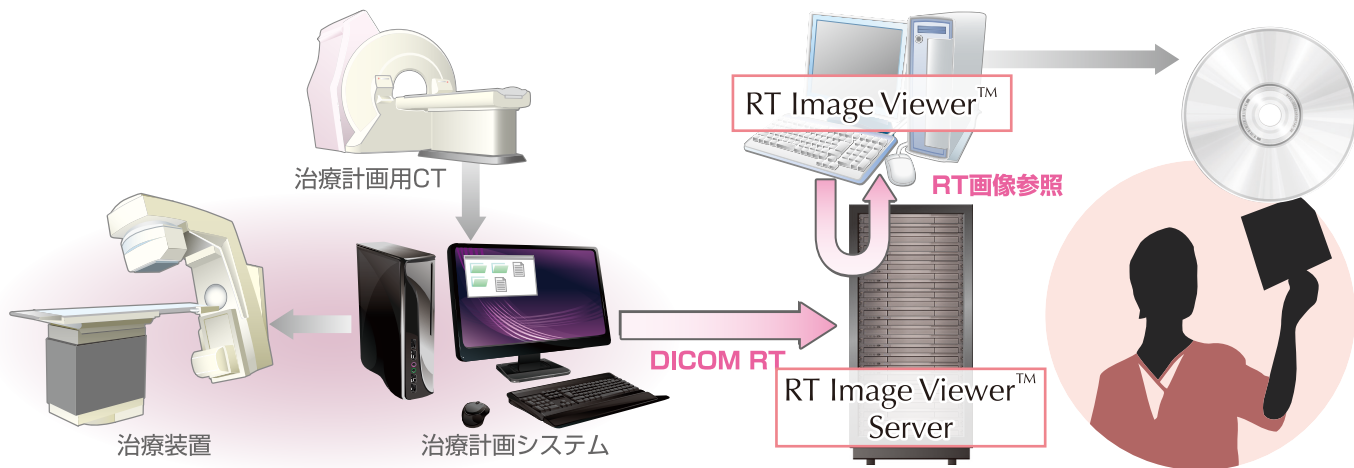 RT Image Viewer™
治療計画用CT
RT画像参照
DICOM RT
RT Image Viewer™
Server
治療装置
治療計画システム